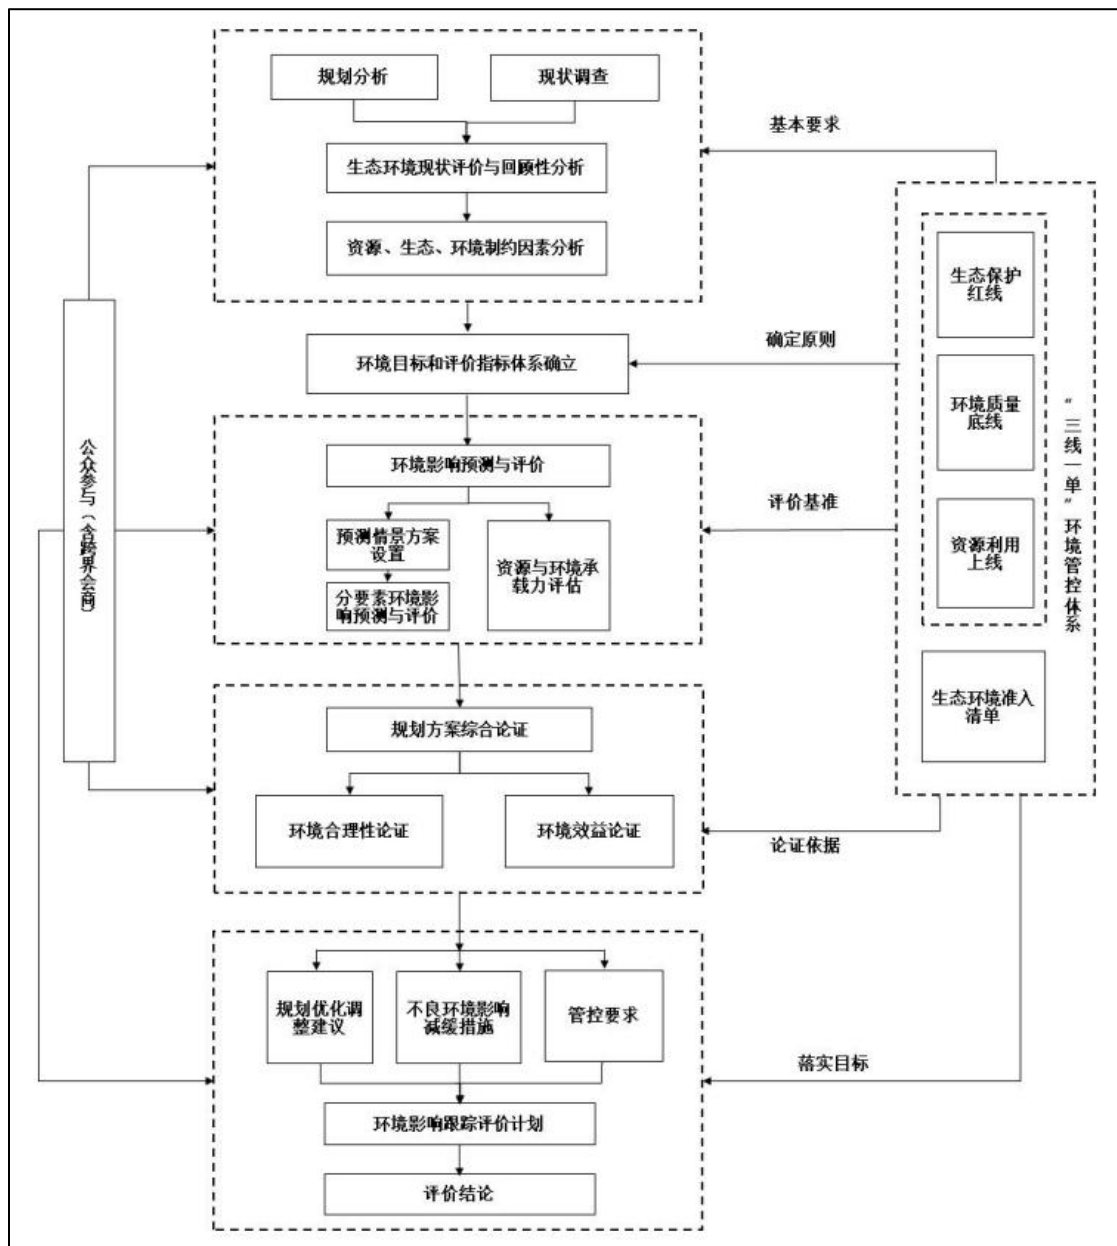 规划分析
现状调查
基本要求
生态环境现状评价与回顾性分析
资源、生态、环境制约因素分析
环境目标和评价指标体系确立
确定原则
环境影响预测与评价
预测情景方案
设置
分要素环境影
响预测与评价
资源与环境承
载力评估
评价基准
规划方案综合论证
环境合理性论证
环境效益论证
论证依据
规划优化调
整建议
不良环境影响
减缓措施
管控要求
落实目标
环境影响跟踪评价计划
评价结论
公众参与（含跨界会商）
生态保护
红线
环境质量
底线
资源利用
上线
生态环境准入
清单
“三线一单”环境管控体系